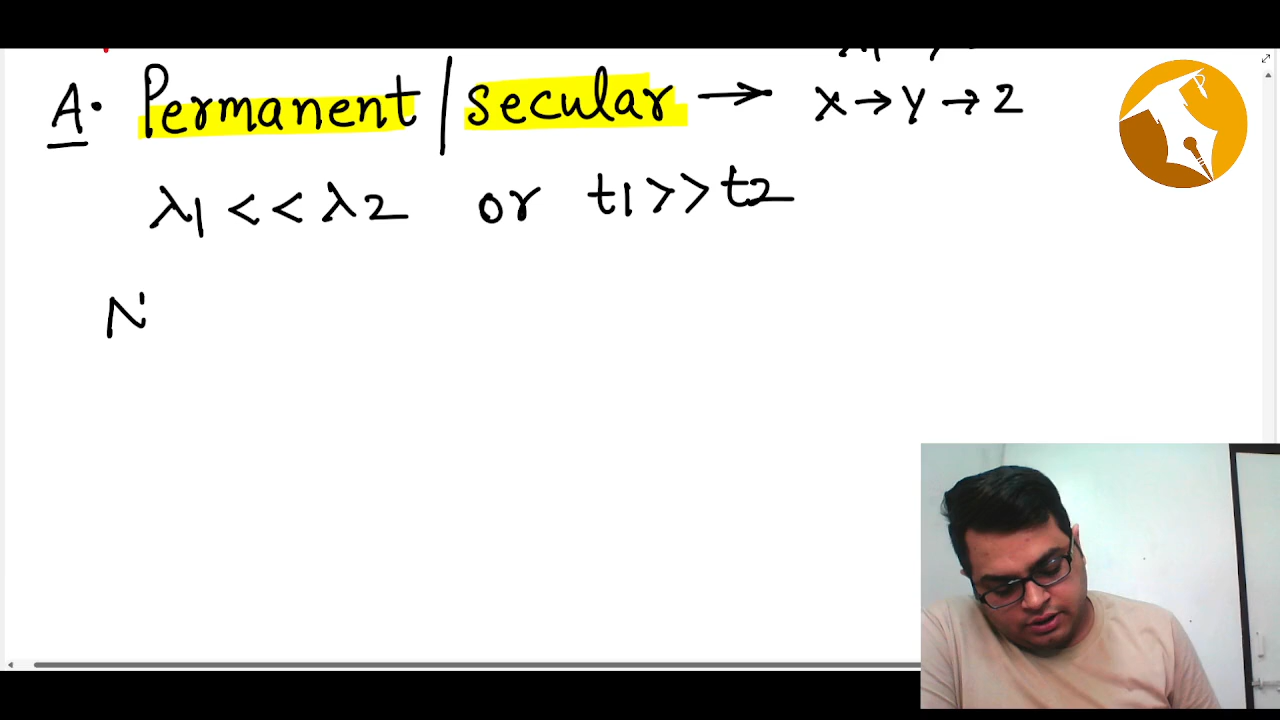 A. Permanent / secular → x → y → z
λ1 << λ2 or t1 >> t2
N